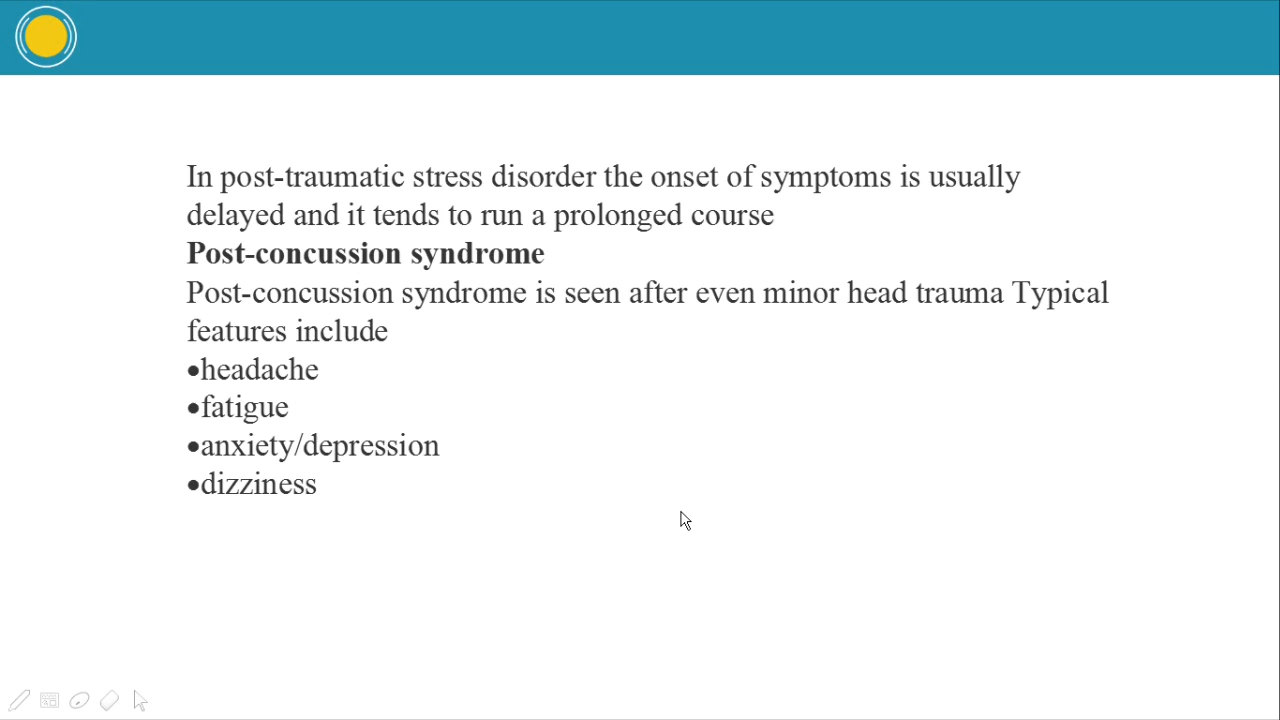 In post-traumatic stress disorder the onset of symptoms is usually
delayed and it tends to run a prolonged course
Post-concussion syndrome
Post-concussion syndrome is seen after even minor head trauma Typical
features include
•headache
•fatigue
•anxiety/depression
•dizziness